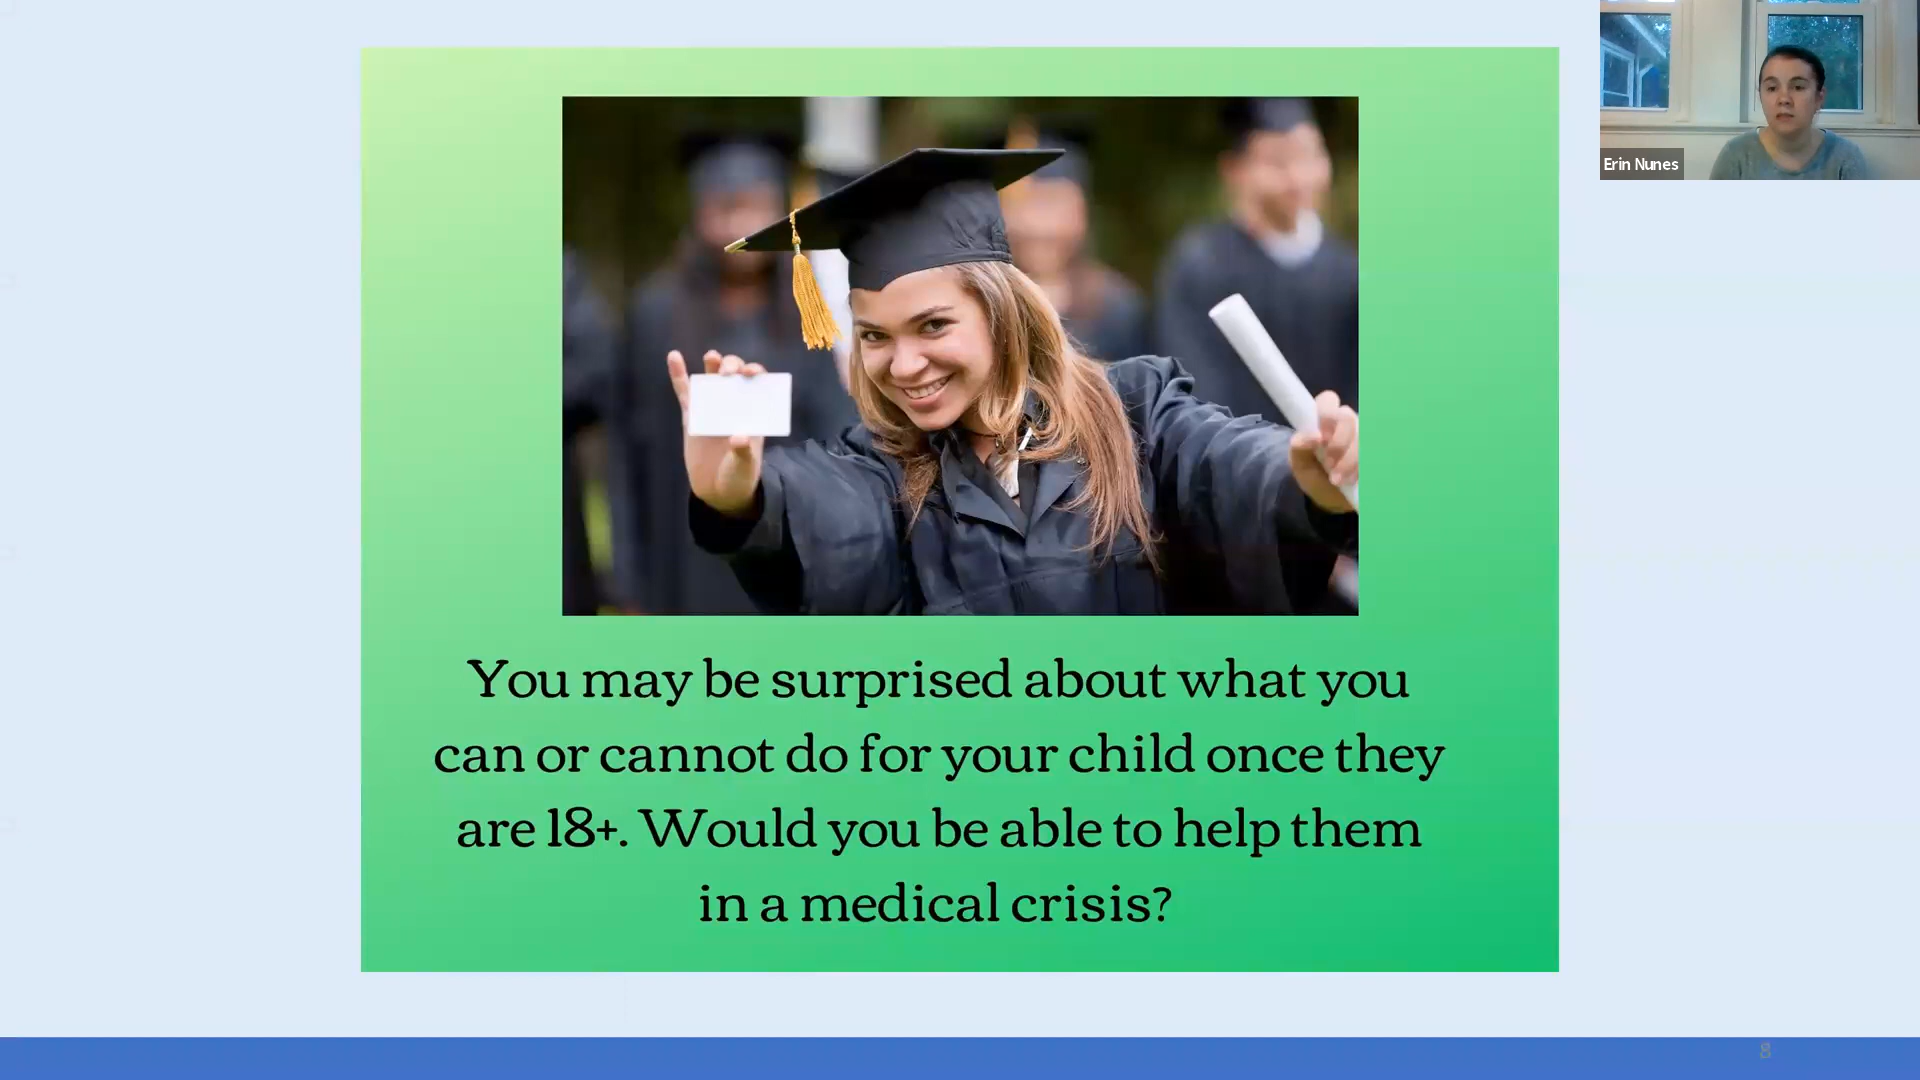 Erin Nunes
You may be surprised about what you
can or cannot do for your child once they
are 18+. Would you be able to help them
in a medical crisis?
8